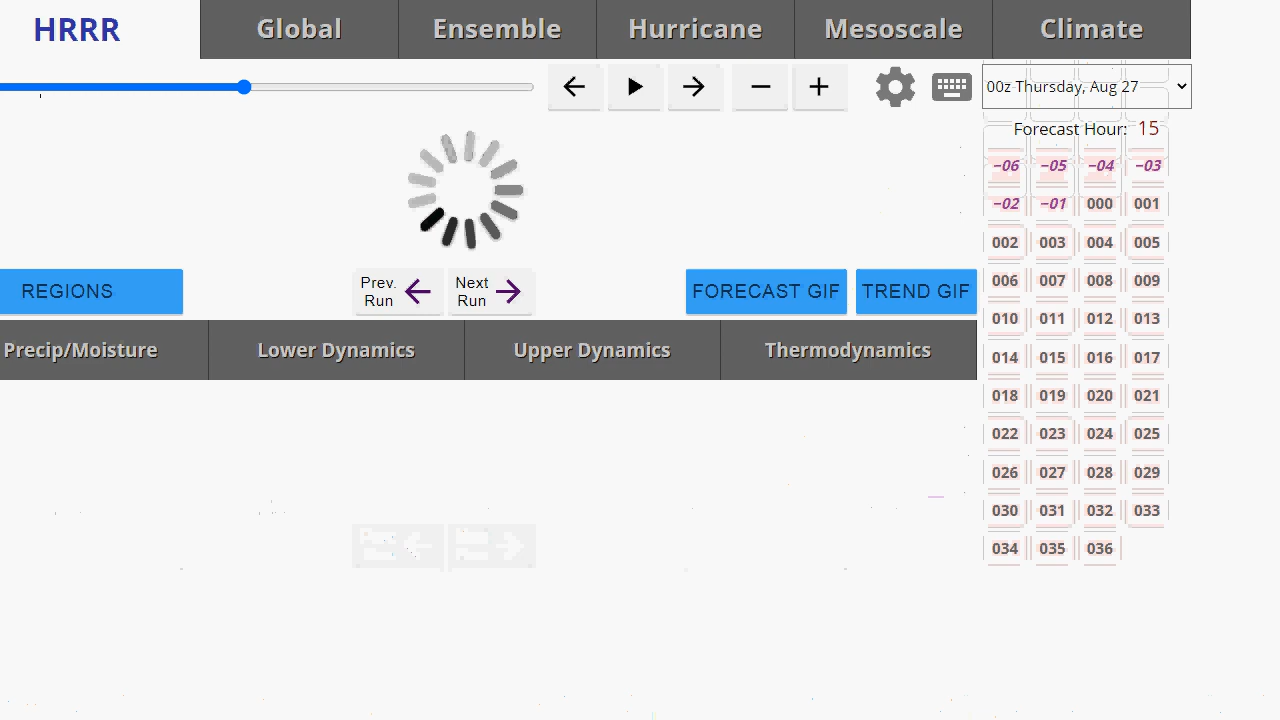 HRRR Global Ensemble Hurricane Mesoscale Climate
00z Thursday, Aug 27
Forecast Hour: 15
-06 -05 -04 -03
-02 -01 000 001
002 003 004 005
006 007 008 009
010 011 012 013
014 015 016 017
018 019 020 021
022 023 024 025
026 027 028 029
030 031 032 033
034 035 036
REGIONS
Prev. Run
Next Run
FORECAST GIF
TREND GIF
Precip/Moisture Lower Dynamics Upper Dynamics Thermodynamics